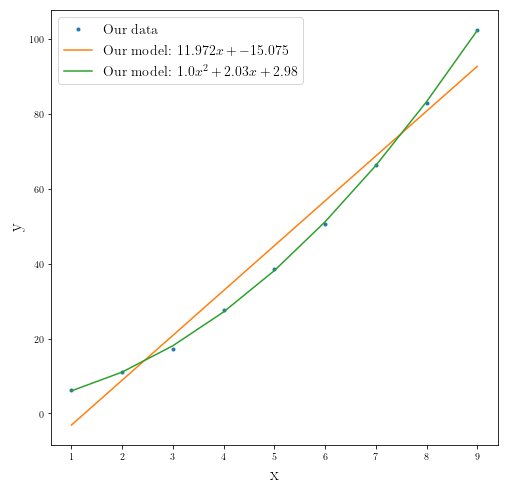 Our data
Our model: 11.972x + −15.075
Our model: 1.0x² + 2.03x + 2.98
100
80
60
40
20
0
y
1 2 3 4 5 6 7 8 9
x